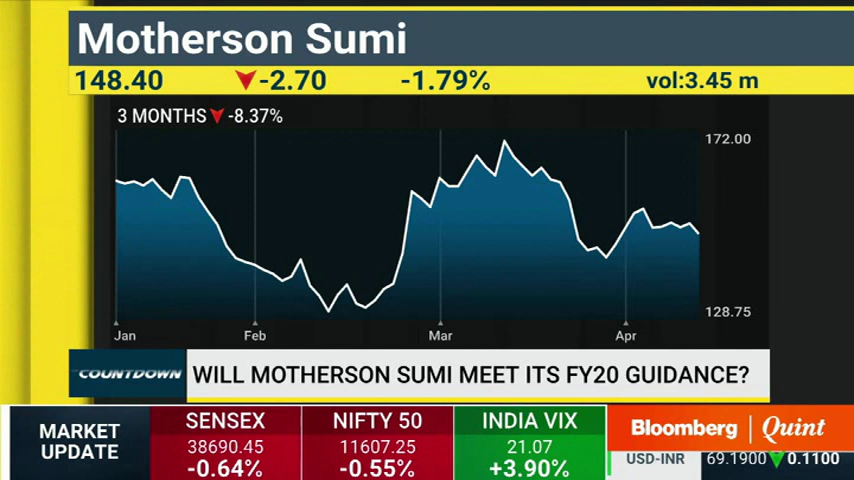 Motherson Sumi
148.40 -2.70 -1.79% vol:3.45 m
3 MONTHS -8.37%
172.00
128.75
Jan Feb Mar Apr
COUNTDOWN WILL MOTHERSON SUMI MEET ITS FY20 GUIDANCE?
MARKET UPDATE
SENSEX
38690.45
-0.64%
NIFTY 50
11607.25
-0.55%
INDIA VIX
21.07
+3.90%
Bloomberg | Quint
USD-INR 69.1900 0.1100